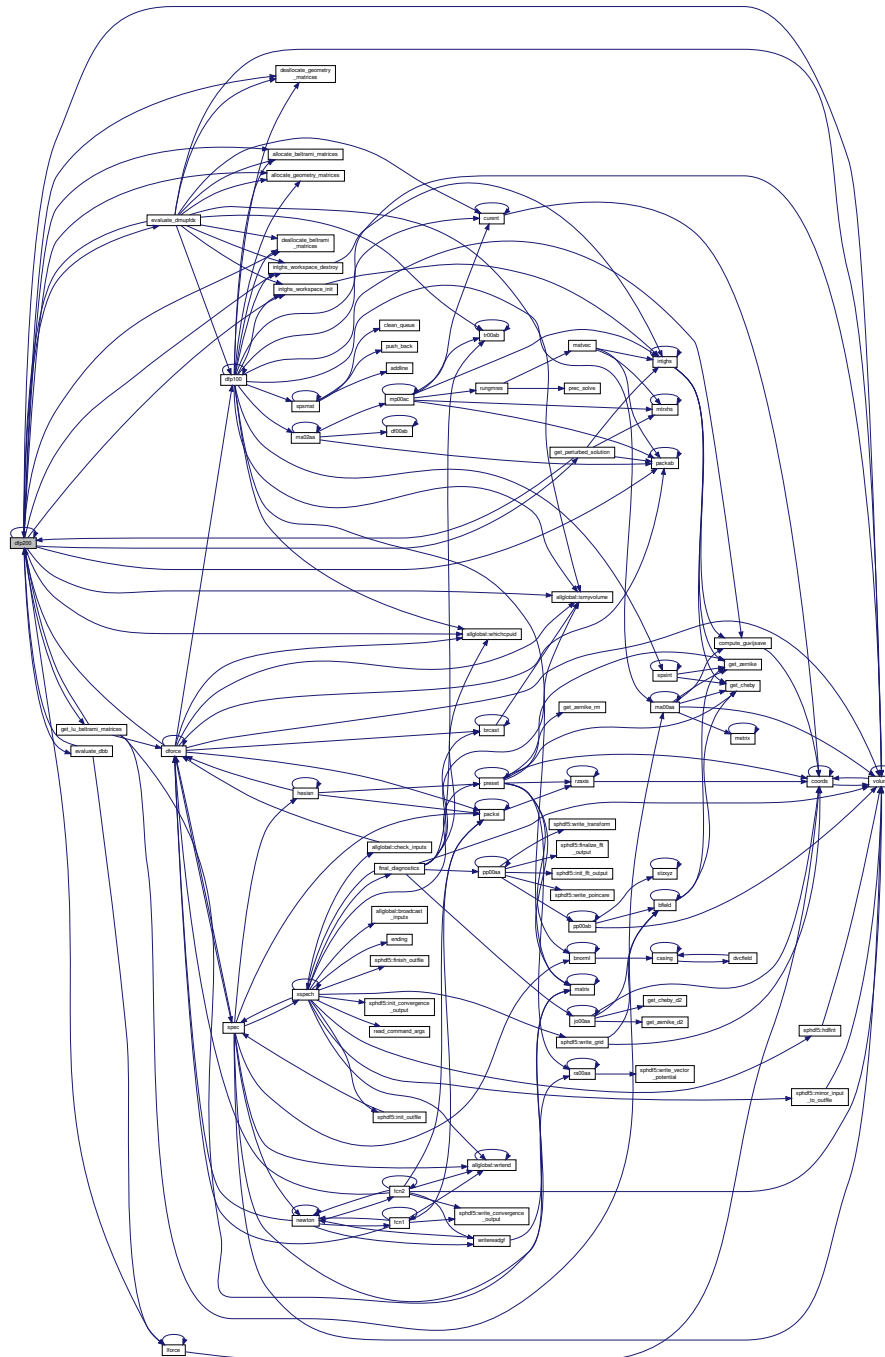 deallocate_geometry
_matrices
allocate_beltrami_matrices
allocate_geometry_matrices
evaluate_dmupfdx
curent
deallocate_beltrami
_matrices
intghs_workspace_destroy
intghs_workspace_init
clean_queue
push_back
addline
tr00ab
matvec
intghs
dfp100
spsmat
mp00ac
rungmres
prec_solve
mtrxhs
ma02aa
df00ab
get_perturbed_solution
packab
dfp200
allglobal::ismyvolume
allglobal::whichcpuid
compute_guvijsave
get_zernike
spsint
get_cheby
get_zernike_rm
ma00aa
get_lu_beltrami_matrices
brcast
metrix
evaluate_dbb
dforce
preset
rzaxis
coords
hesian
packxi
sphdf5::write_transform
allglobal::check_inputs
sphdf5::finalize_flt
_output
final_diagnostics
pp00aa
sphdf5::init_flt_output
stzxyz
sphdf5::write_poincare
bfield
allglobal::broadcast
_inputs
pp00ab
ending
bnorml
casing
dvcfield
sphdf5::finish_outfile
xspech
matrix
sphdf5::init_convergence
_output
get_cheby_d2
jo00aa
get_zernike_d2
spec
read_command_args
sphdf5::hdfint
sphdf5::write_grid
ra00aa
sphdf5::write_vector
_potential
sphdf5::mirror_input
_to_outfile
sphdf5::init_outfile
allglobal::wrtend
fcn2
sphdf5::write_convergence
_output
newton
fcn1
writereadgf
lforce